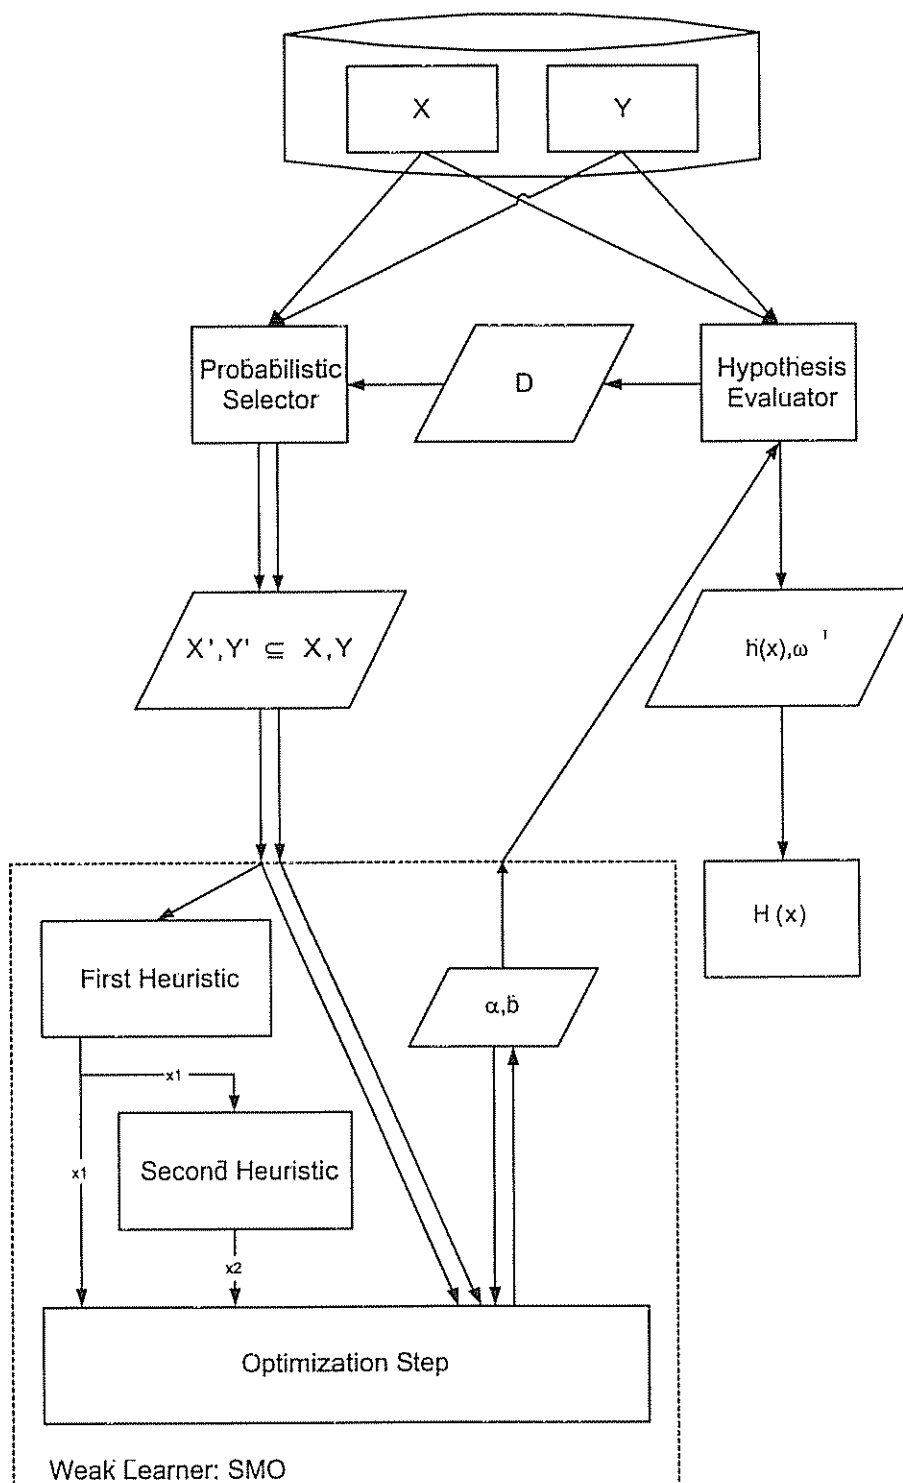 X
Y
Probabilistic
Selector
D
Hypothesis
Evaluator
X',Y' ⊆ X,Y
h(x),ω
H(x)
First Heuristic
α,b
x1
x1
Second Heuristic
x2
Optimization Step
Weak Learner: SMO